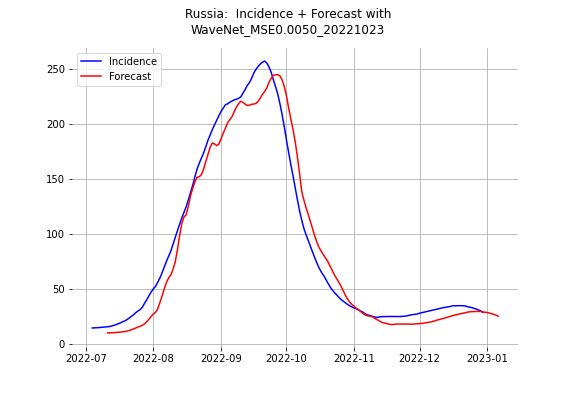 Russia:  Incidence + Forecast with
WaveNet_MSE0.0050_20221023
Incidence
Forecast
250
200
150
100
50
0
2022-07 2022-08 2022-09 2022-10 2022-11 2022-12 2023-01